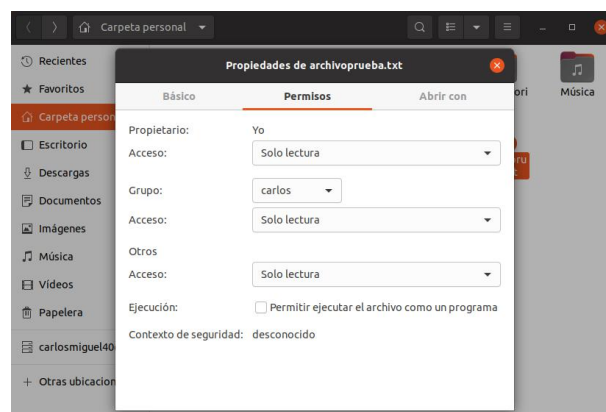 Carpeta personal
Recientes
Favoritos
Carpeta person
Escritorio
Descargas
Documentos
Imágenes
Música
Vídeos
Papelera
carlosmiguel40
+ Otras ubicacion
Propiedades de archivoprueba.txt
Básico Permisos Abrir con
Propietario: Yo
Acceso: Solo lectura
Grupo: carlos
Acceso: Solo lectura
Otros
Acceso: Solo lectura
Ejecución: Permitir ejecutar el archivo como un programa
Contexto de seguridad: desconocido
ori
Música
ru
t